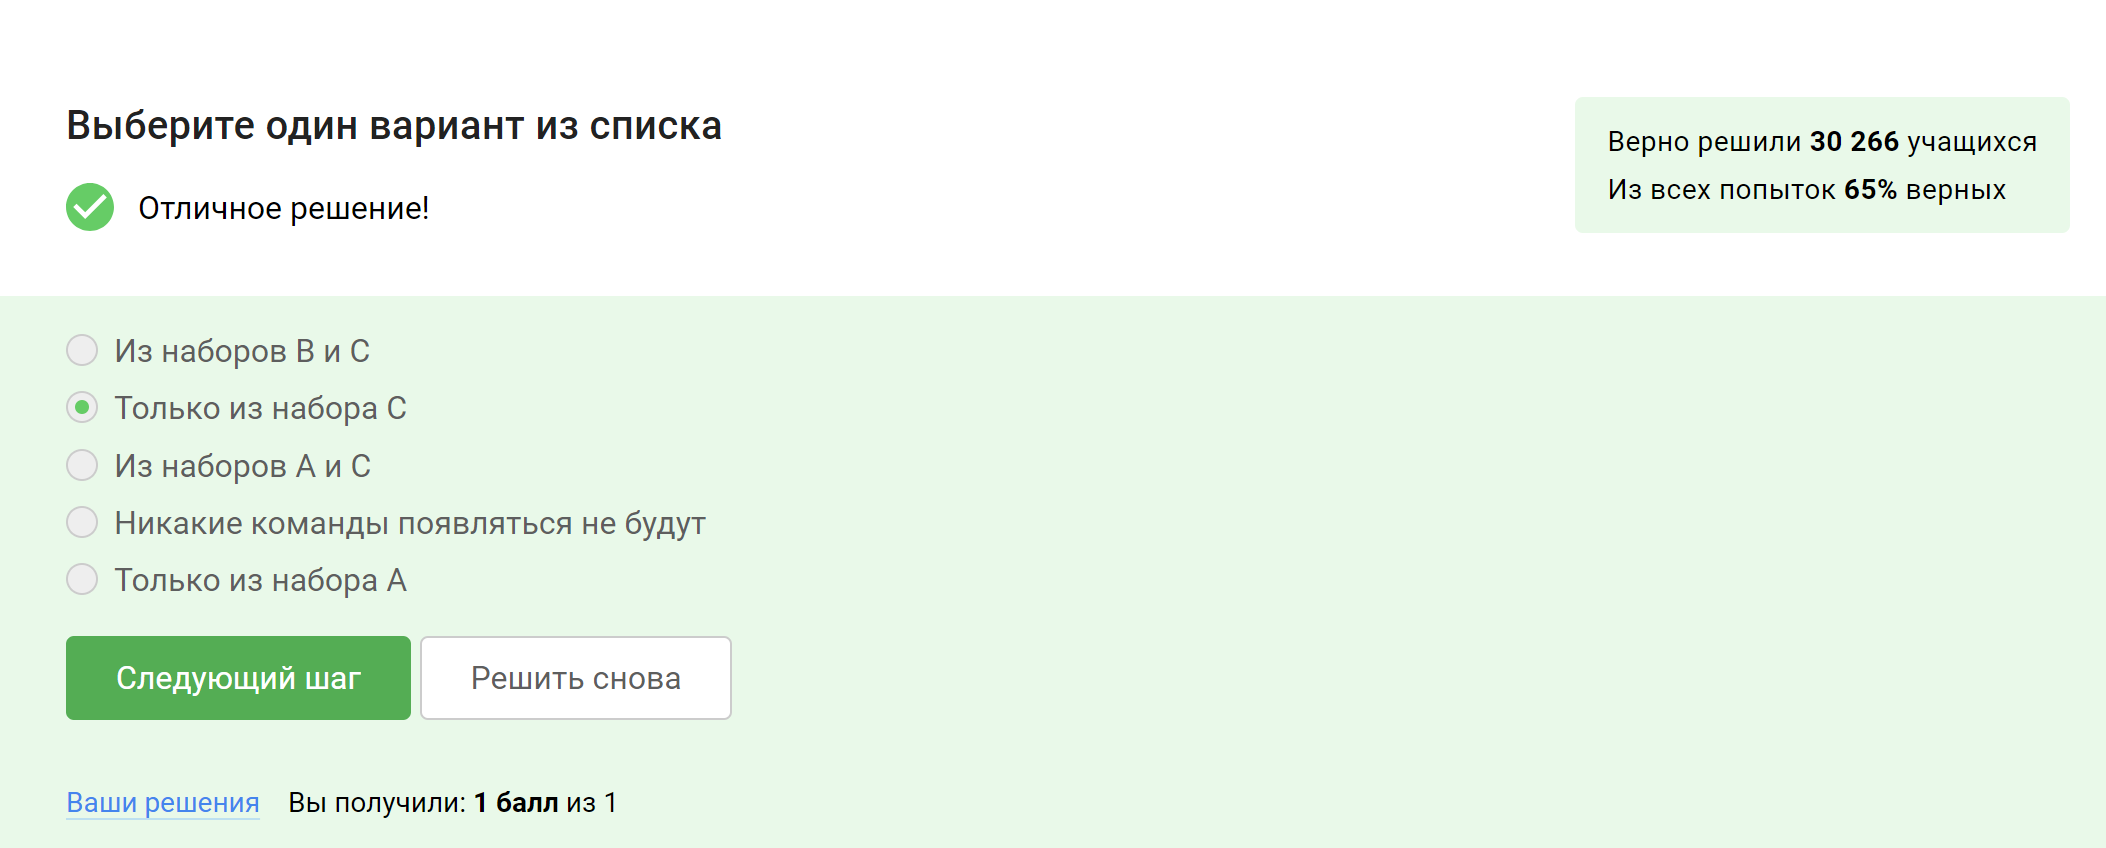 Выберите один вариант из списка
Отличное решение!
Верно решили 30 266 учащихся
Из всех попыток 65% верных
Из наборов B и C
Только из набора C
Из наборов A и C
Никакие команды появляться не будут
Только из набора A
Следующий шаг
Решить снова
Ваши решения Вы получили: 1 балл из 1